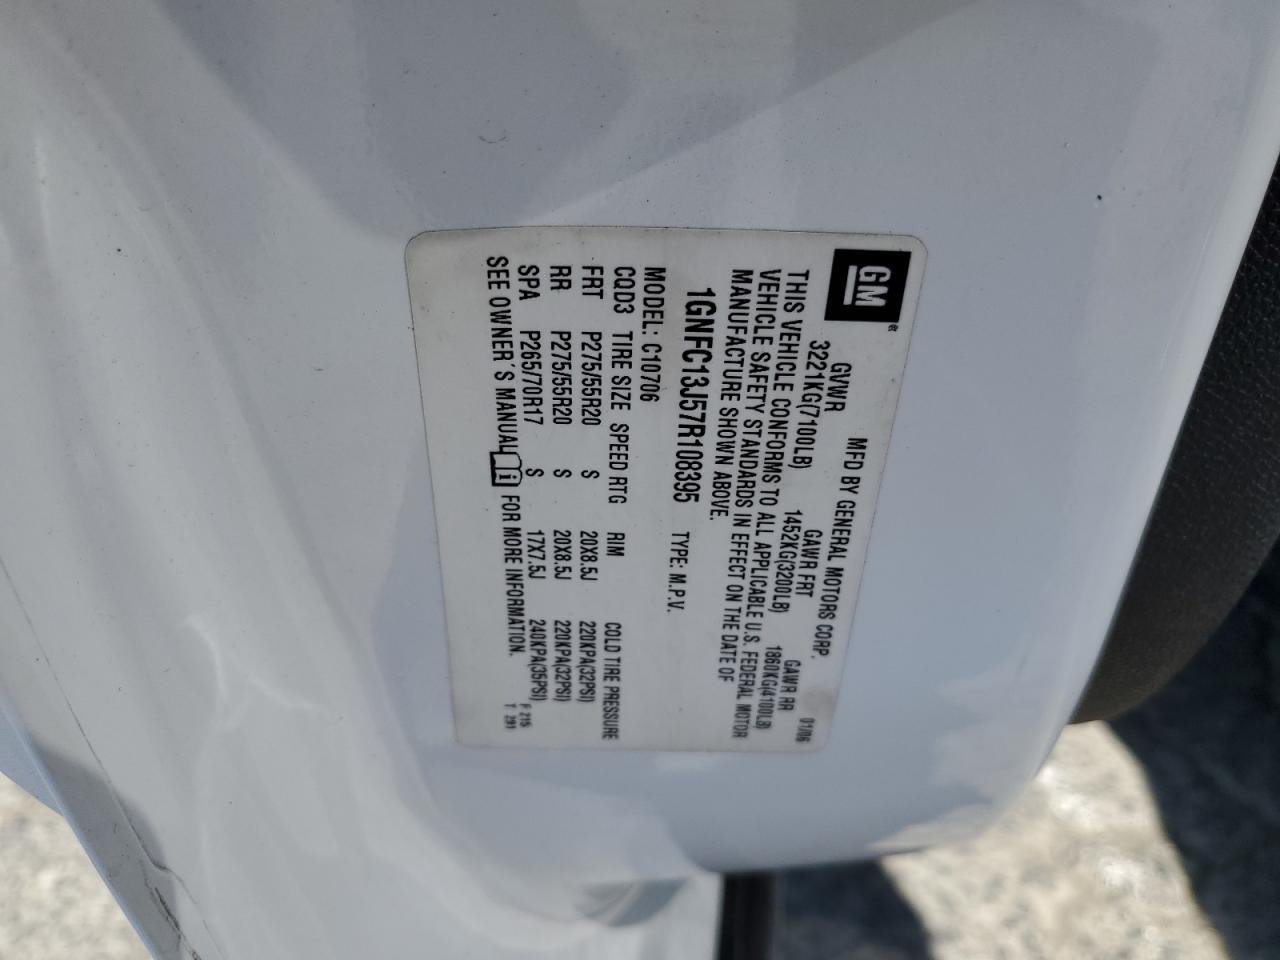 GM
MFD BY GENERAL MOTORS CORP. 01/06
GVWR GAWR FRT GAWR RR
3221KG(7100LB) 1452KG(3200LB) 1860KG(4100LB)
THIS VEHICLE CONFORMS TO ALL APPLICABLE U.S. FEDERAL MOTOR
VEHICLE SAFETY STANDARDS IN EFFECT ON THE DATE OF
MANUFACTURE SHOWN ABOVE.
1GNFC13J57R108395 TYPE: M.P.V.
MODEL: C10706
CQD3 TIRE SIZE SPEED RTG RIM COLD TIRE PRESSURE
FRT P275/55R20 S 20X8.5J 220KPA(32PSI)
RR P275/55R20 S 20X8.5J 220KPA(32PSI)
SPA P265/70R17 S 17X7.5J 240KPA(35PSI)
SEE OWNER'S MANUAL i FOR MORE INFORMATION.
F 215
T 291